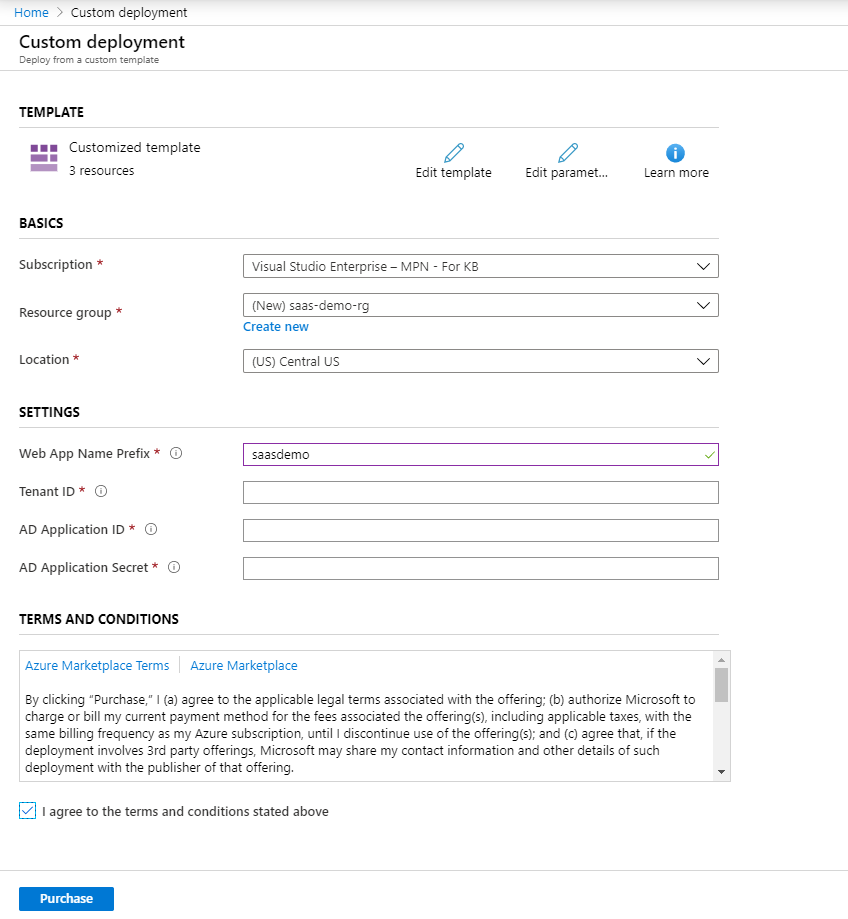 Home > Custom deployment
Custom deployment
Deploy from a custom template
TEMPLATE
Customized template
3 resources
Edit template
Edit paramet...
Learn more
BASICS
Subscription *
Visual Studio Enterprise – MPN - For KB
Resource group *
(New) saas-demo-rg
Create new
Location *
(US) Central US
SETTINGS
Web App Name Prefix *
saasdemo
Tenant ID *
AD Application ID *
AD Application Secret *
TERMS AND CONDITIONS
Azure Marketplace Terms | Azure Marketplace
By clicking “Purchase,” I (a) agree to the applicable legal terms associated with the offering; (b) authorize Microsoft to
charge or bill my current payment method for the fees associated the offering(s), including applicable taxes, with the
same billing frequency as my Azure subscription, until I discontinue use of the offering(s); and (c) agree that, if the
deployment involves 3rd party offerings, Microsoft may share my contact information and other details of such
deployment with the publisher of that offering.
I agree to the terms and conditions stated above
Purchase